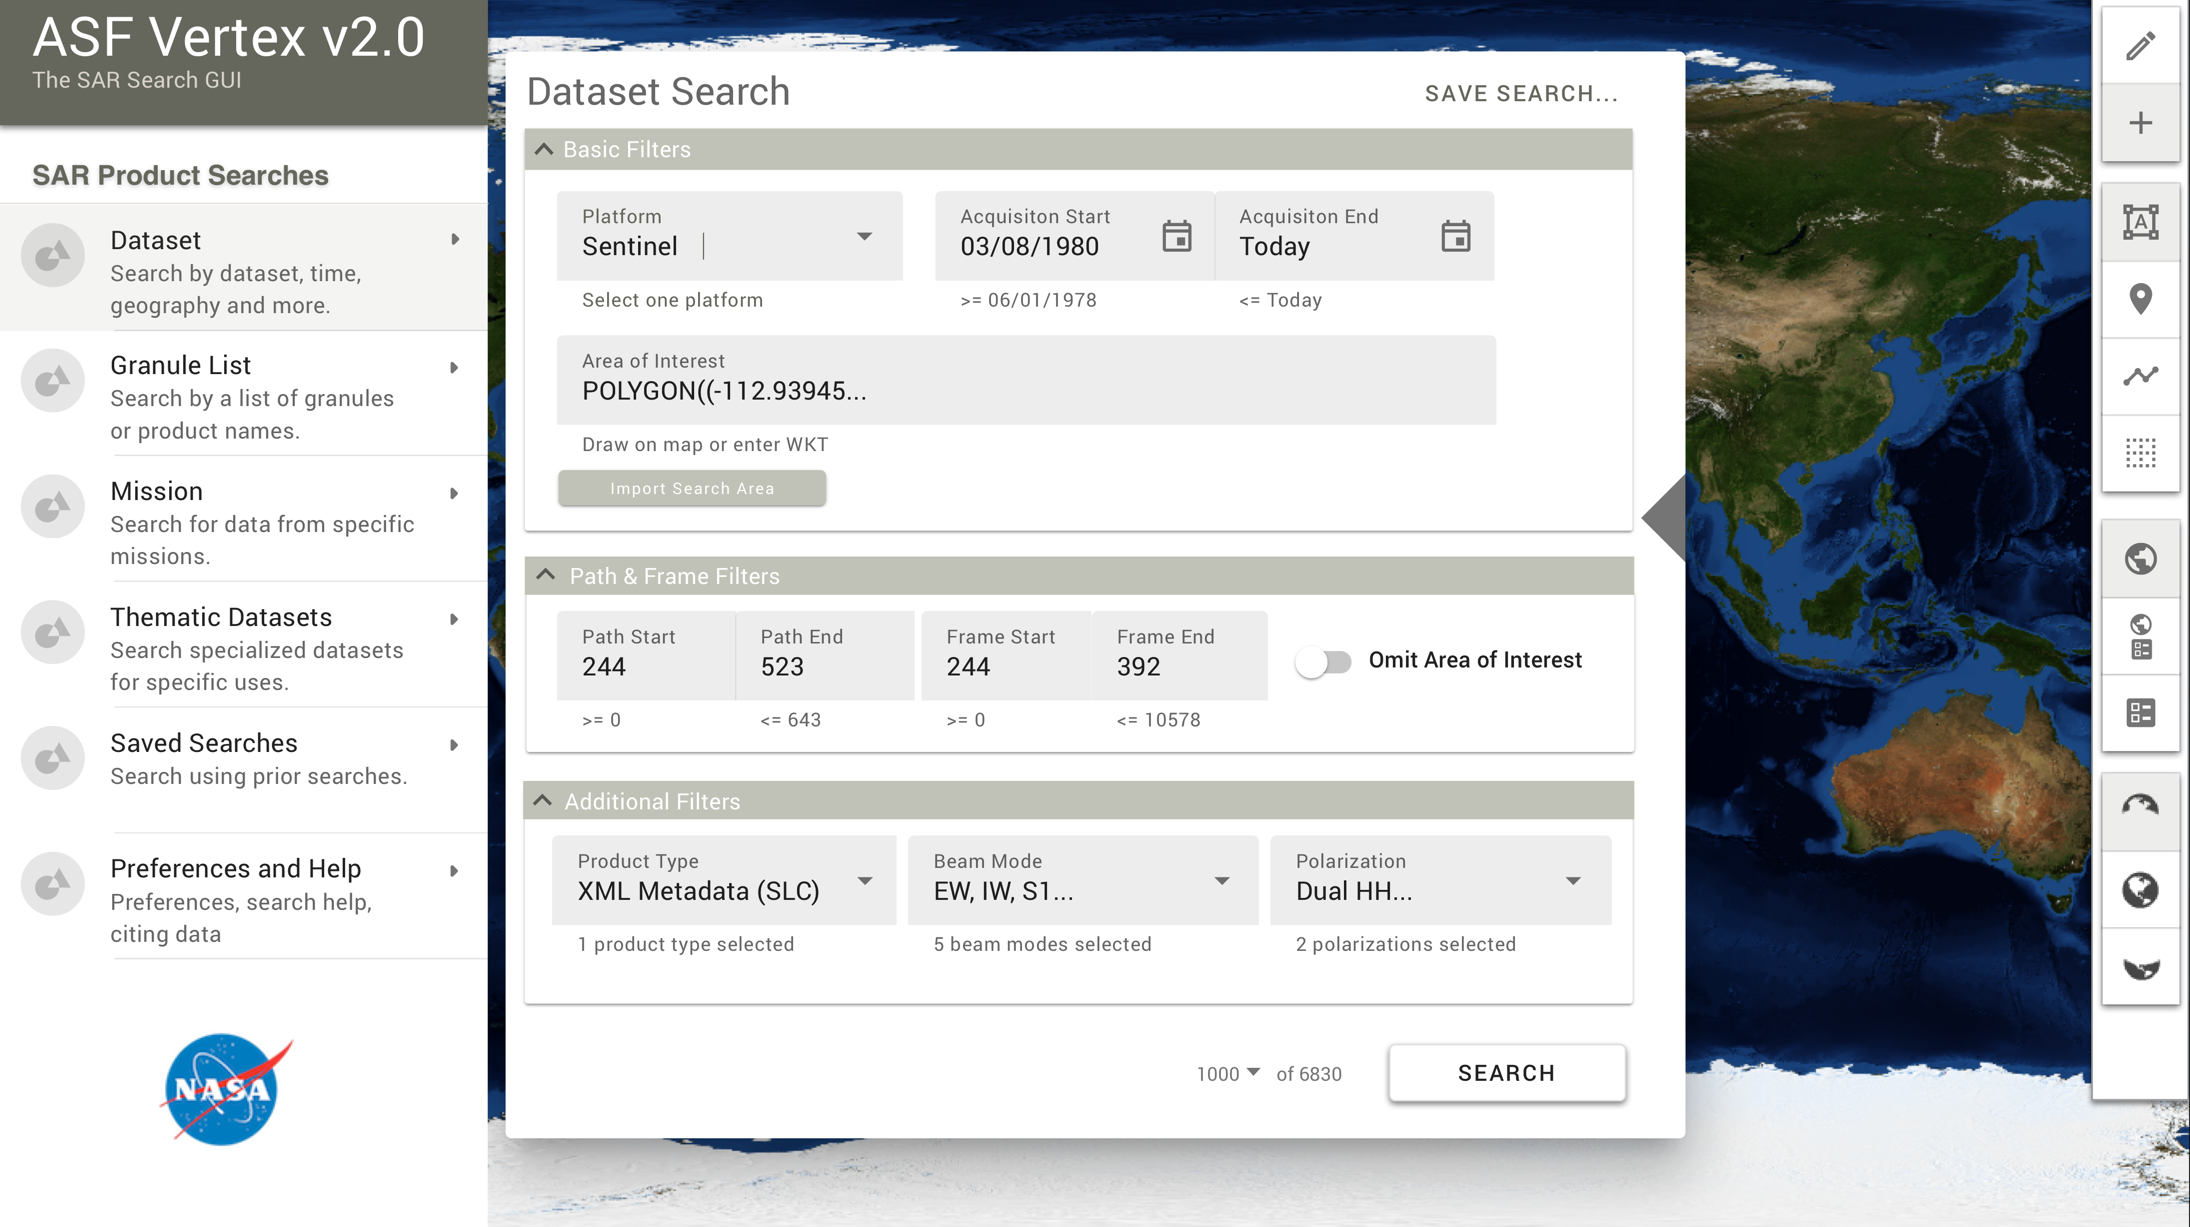 ASF Vertex v2.0
The SAR Search GUI
SAR Product Searches
Dataset
Search by dataset, time,
geography and more.
Granule List
Search by a list of granules
or product names.
Mission
Search for data from specific
missions.
Thematic Datasets
Search specialized datasets
for specific uses.
Saved Searches
Search using prior searches.
Preferences and Help
Preferences, search help,
citing data
NASA
Dataset Search
SAVE SEARCH...
Basic Filters
Platform
Sentinel
Select one platform
Acquisiton Start
03/08/1980
>= 06/01/1978
Acquisiton End
Today
<= Today
Area of Interest
POLYGON((-112.93945...
Draw on map or enter WKT
Import Search Area
Path & Frame Filters
Path Start
244
>= 0
Path End
523
<= 643
Frame Start
244
>= 0
Frame End
392
<= 10578
Omit Area of Interest
Additional Filters
Product Type
XML Metadata (SLC)
1 product type selected
Beam Mode
EW, IW, S1...
5 beam modes selected
Polarization
Dual HH...
2 polarizations selected
1000 of 6830
SEARCH
A